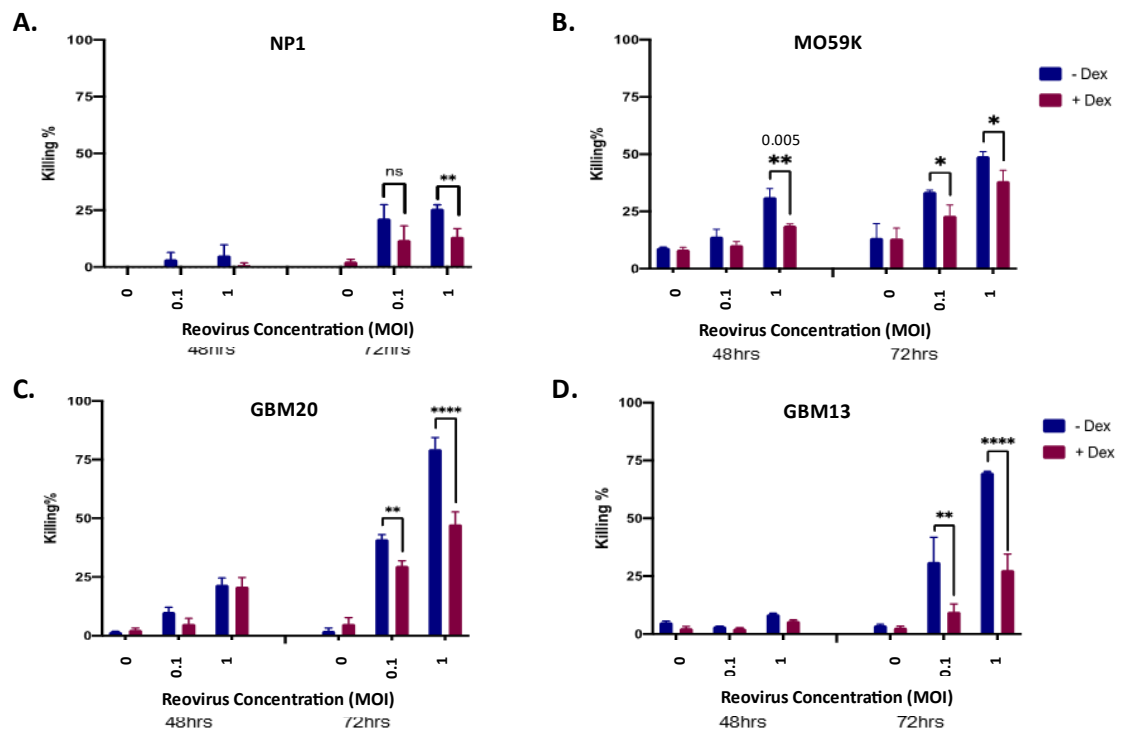 A.
NP1
100
75
50
25
0
Killing %
ns
**
0
0.1
1
0
0.1
1
Reovirus Concentration (MOI)
48hrs
72hrs
B.
MO59K
100
75
50
25
0
Killing%
0.005
**
*
*
0
0.1
1
0
0.1
1
Reovirus Concentration (MOI)
48hrs
72hrs
- Dex
+ Dex
C.
GBM20
100
75
50
25
0
Killing%
**
****
0
0.1
1
0
0.1
1
Reovirus Concentration (MOI)
48hrs
72hrs
D.
GBM13
100
75
50
25
0
Killing %
**
****
0
0.1
1
0
0.1
1
Reovirus Concentration (MOI)
48hrs
72hrs
- Dex
+ Dex